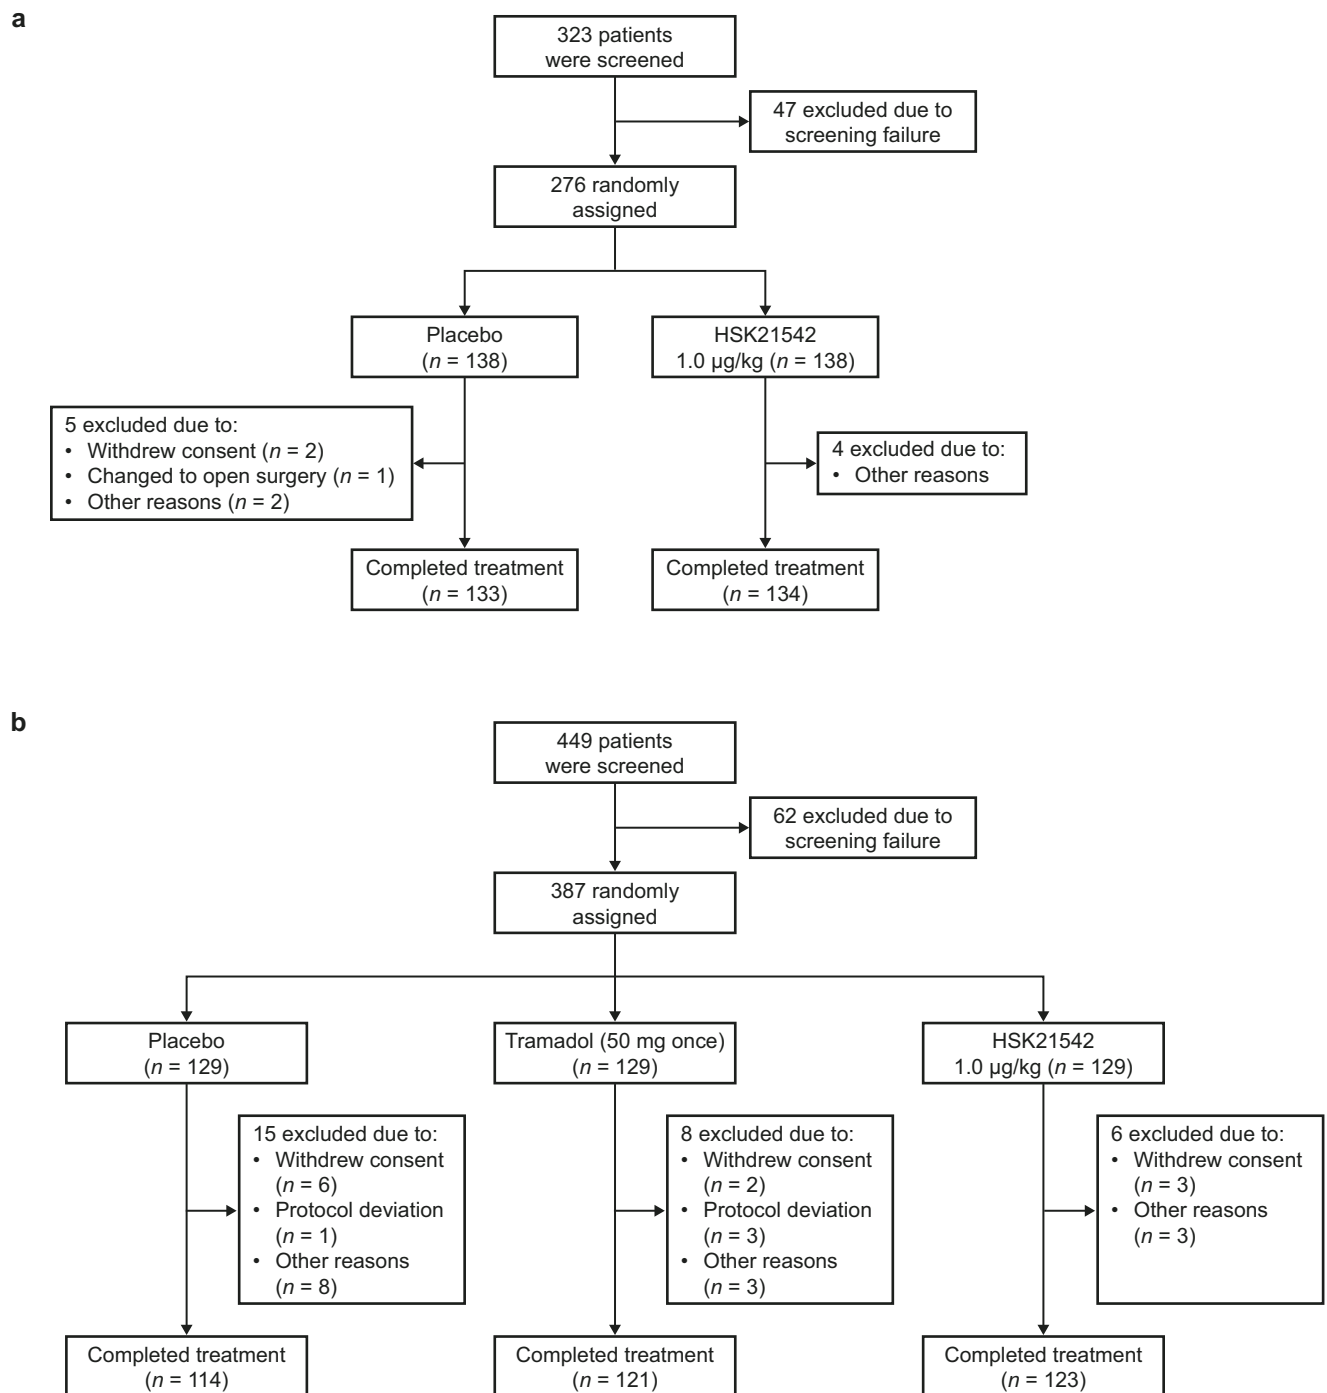 a
323 patients
were screened
47 excluded due to
screening failure
276 randomly
assigned
Placebo
(n = 138)
HSK21542
1.0 µg/kg (n = 138)
5 excluded due to:
• Withdrew consent (n = 2)
• Changed to open surgery (n = 1)
• Other reasons (n = 2)
4 excluded due to:
• Other reasons
Completed treatment
(n = 133)
Completed treatment
(n = 134)
b
449 patients
were screened
62 excluded due to
screening failure
387 randomly
assigned
Placebo
(n = 129)
Tramadol (50 mg once)
(n = 129)
HSK21542
1.0 µg/kg (n = 129)
15 excluded due to:
• Withdrew consent
(n = 6)
• Protocol deviation
(n = 1)
• Other reasons
(n = 8)
8 excluded due to:
• Withdrew consent
(n = 2)
• Protocol deviation
(n = 3)
• Other reasons
(n = 3)
6 excluded due to:
• Withdrew consent
(n = 3)
• Other reasons
(n = 3)
Completed treatment
(n = 114)
Completed treatment
(n = 121)
Completed treatment
(n = 123)